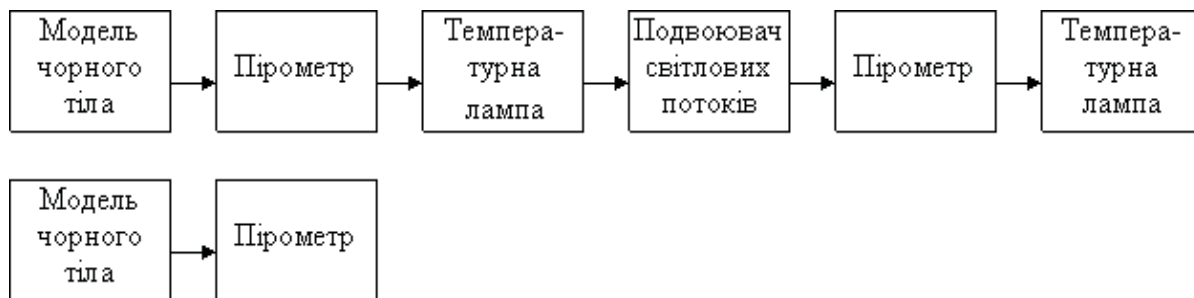 Модель
чорного
тіла
Пірометр
Темпера-
турна
лампа
Подвоювач
світлових
потоків
Пірометр
Темпера-
турна
лампа
Модель
чорного
тіла
Пірометр